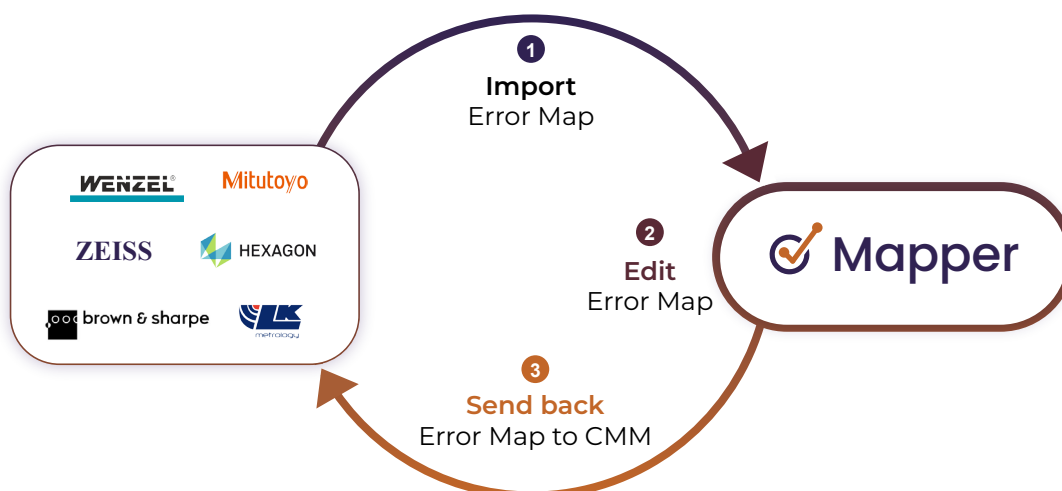 1
Import
Error Map
WENZEL®
Mitutoyo
ZEISS
HEXAGON
brown & sharpe
LK
metrology
2
Edit
Error Map
Mapper
3
Send back
Error Map to CMM